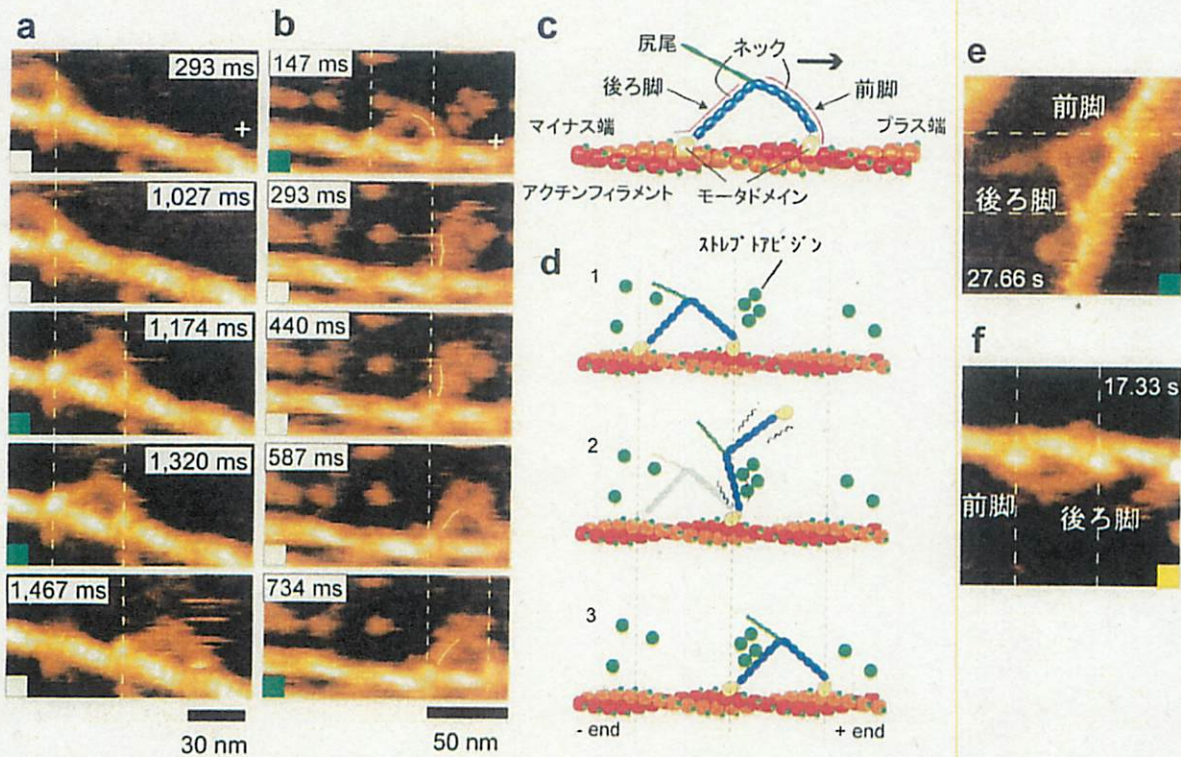 a
293 ms
+
1,027 ms
1,174 ms
1,320 ms
1,467 ms
30 nm
b
147 ms
+
293 ms
440 ms
587 ms
734 ms
50 nm
c
尻尾
ネック
後ろ脚
前脚
マイナス端
プラス端
アクチンフィラメント
モータドメイン
d
ストレプトアビジン
1
2
3
- end
+ end
e
前脚
後ろ脚
27.66 s
f
17.33 s
前脚
後ろ脚